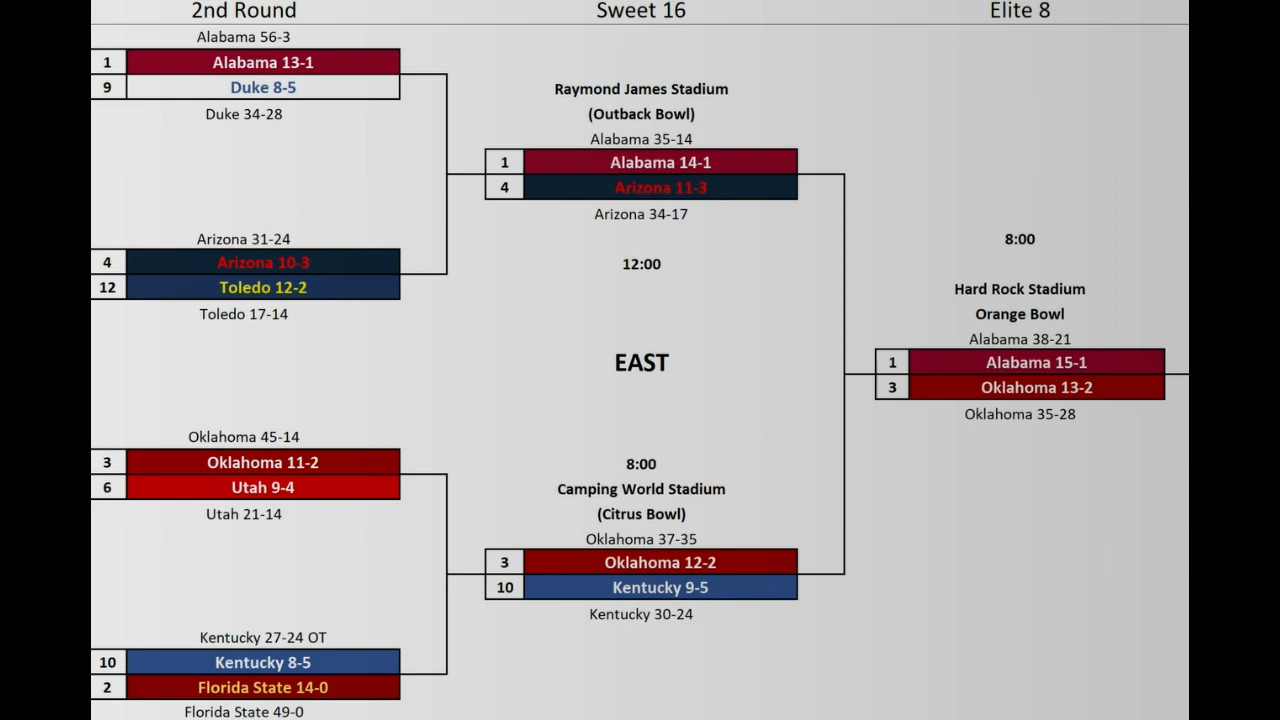 2nd Round
Sweet 16
Elite 8
Alabama 56-3
1 Alabama 13-1
9 Duke 8-5
Duke 34-28
Arizona 31-24
4 Arizona 10-3
12 Toledo 12-2
Toledo 17-14
Oklahoma 45-14
3 Oklahoma 11-2
6 Utah 9-4
Utah 21-14
Kentucky 27-24 OT
10 Kentucky 8-5
2 Florida State 14-0
Florida State 49-0
Raymond James Stadium
(Outback Bowl)
Alabama 35-14
1 Alabama 14-1
4 Arizona 11-3
Arizona 34-17
12:00
EAST
8:00
Camping World Stadium
(Citrus Bowl)
Oklahoma 37-35
3 Oklahoma 12-2
10 Kentucky 9-5
Kentucky 30-24
8:00
Hard Rock Stadium
Orange Bowl
Alabama 38-21
1 Alabama 15-1
3 Oklahoma 13-2
Oklahoma 35-28